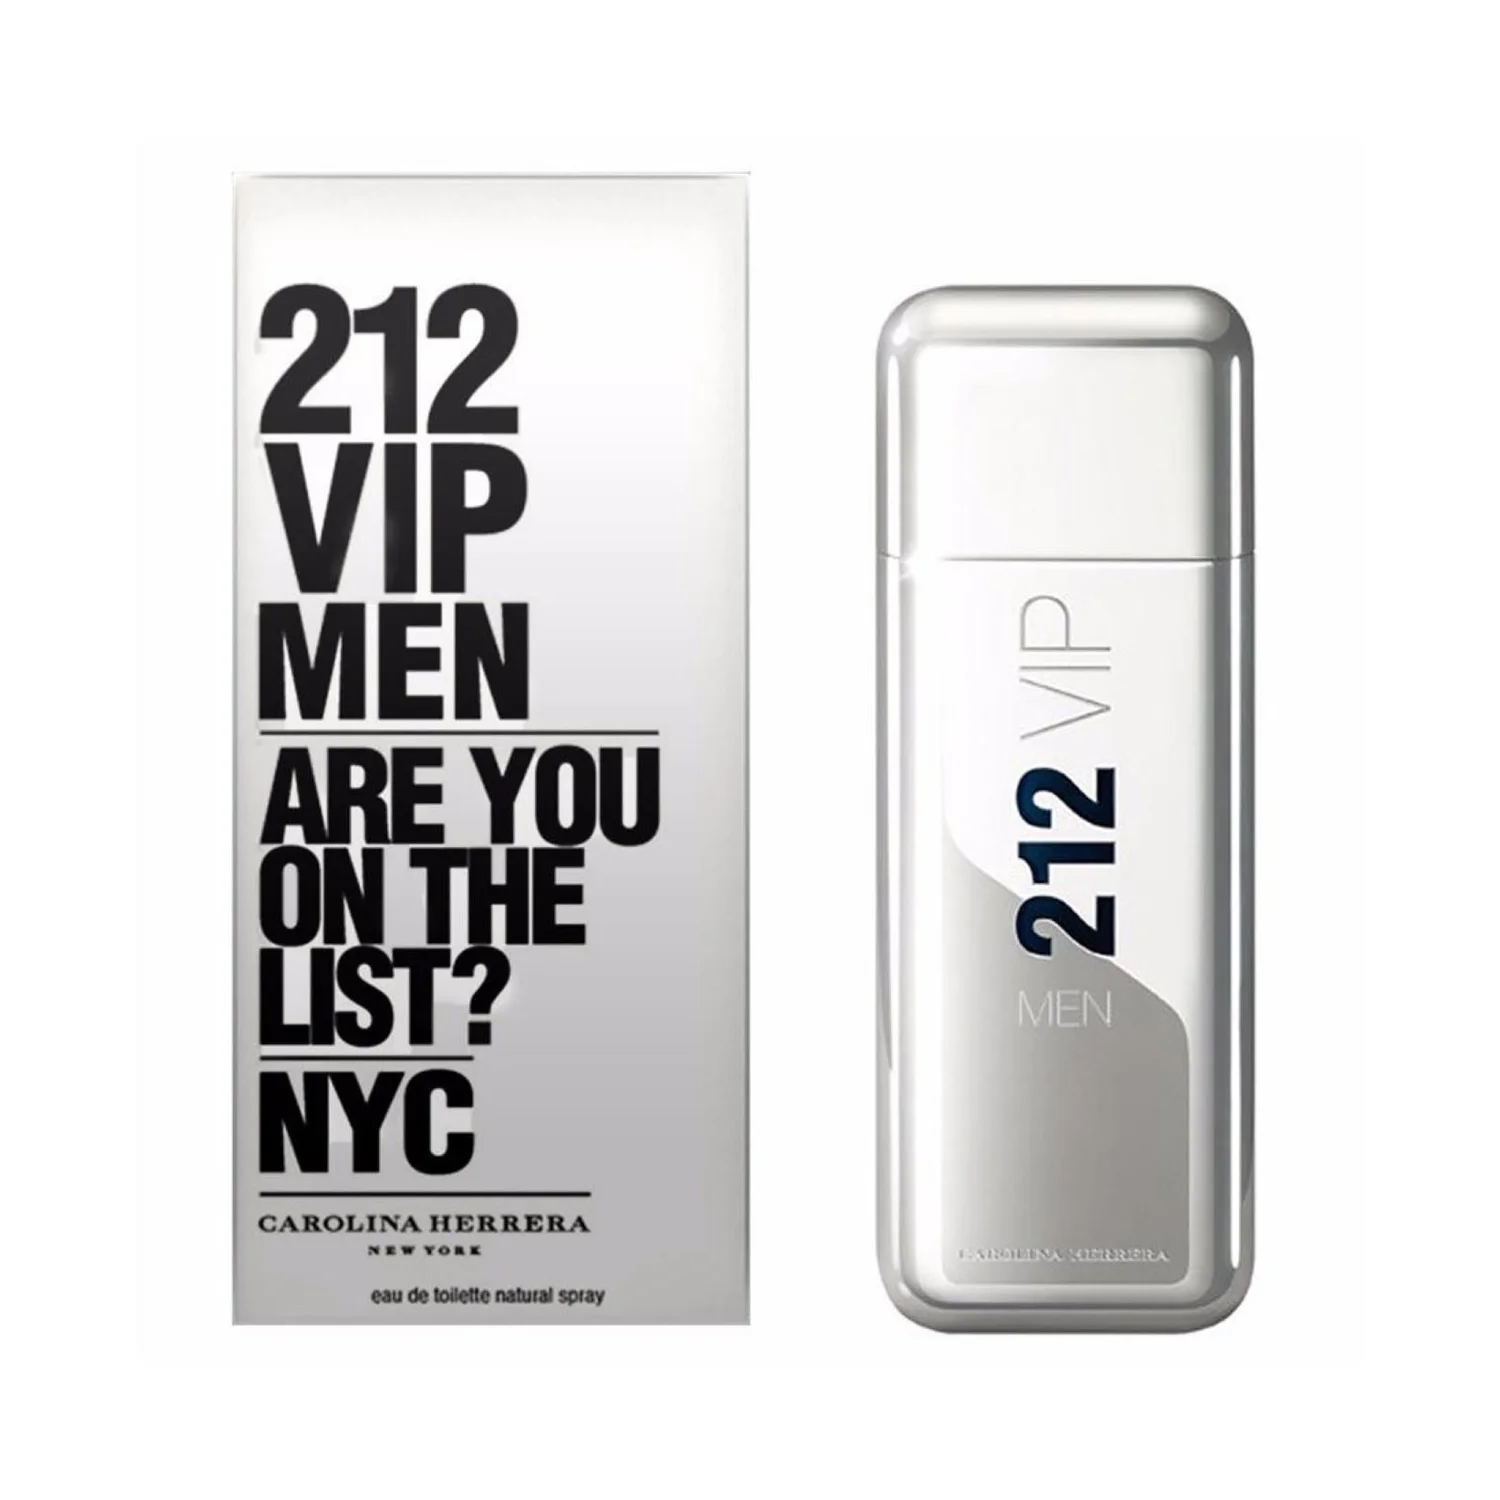 212
VIP
MEN
ARE YOU
ON THE
LIST?
NYC
CAROLINA HERRERA
NEW YORK
eau de toilette natural spray
212 VIP
MEN
CAROLINA HERRERA